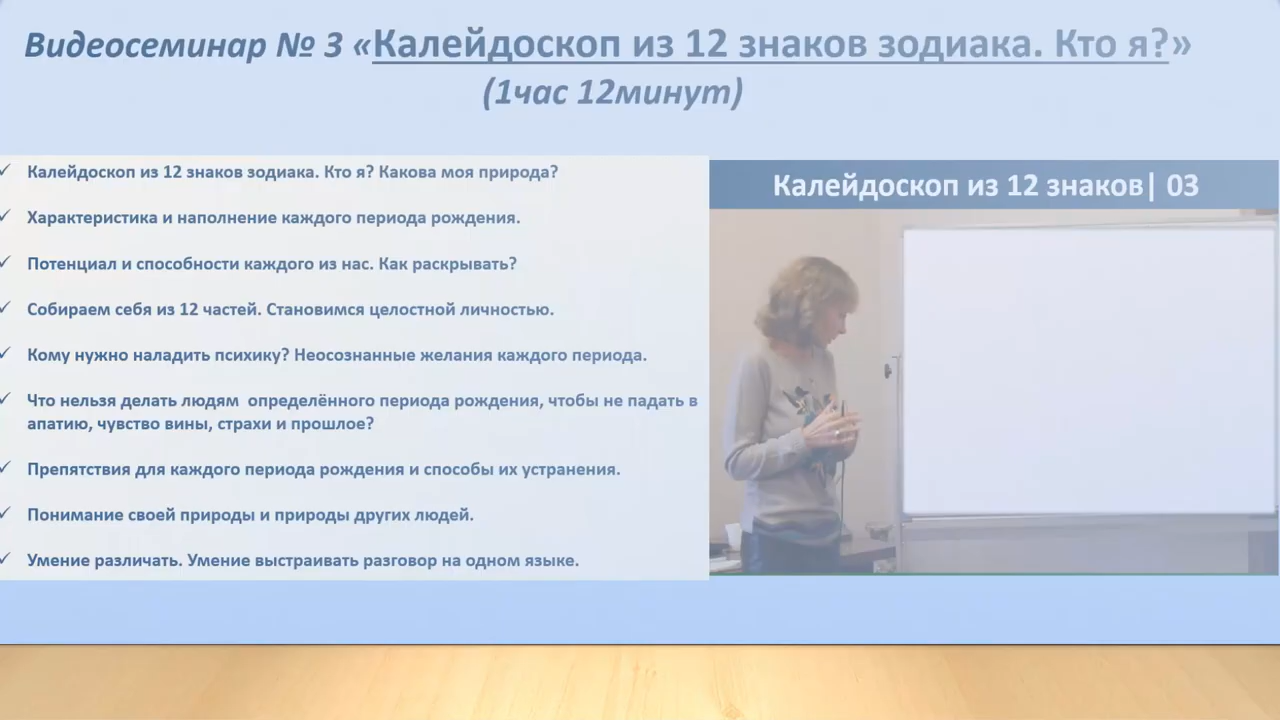 Видеосеминар № 3 «Калейдоскоп из 12 знаков зодиака. Кто я?»
(1час 12минут)
Калейдоскоп из 12 знаков зодиака. Кто я? Какова моя природа?
Характеристика и наполнение каждого периода рождения.
Потенциал и способности каждого из нас. Как раскрывать?
Собираем себя из 12 частей. Становимся целостной личностью.
Кому нужно наладить психику? Неосознанные желания каждого периода.
Что нельзя делать людям  определённого периода рождения, чтобы не падать в
апатию, чувство вины, страхи и прошлое?
Препятствия для каждого периода рождения и способы их устранения.
Понимание своей природы и природы других людей.
Умение различать. Умение выстраивать разговор на одном языке.
Калейдоскоп из 12 знаков| 03